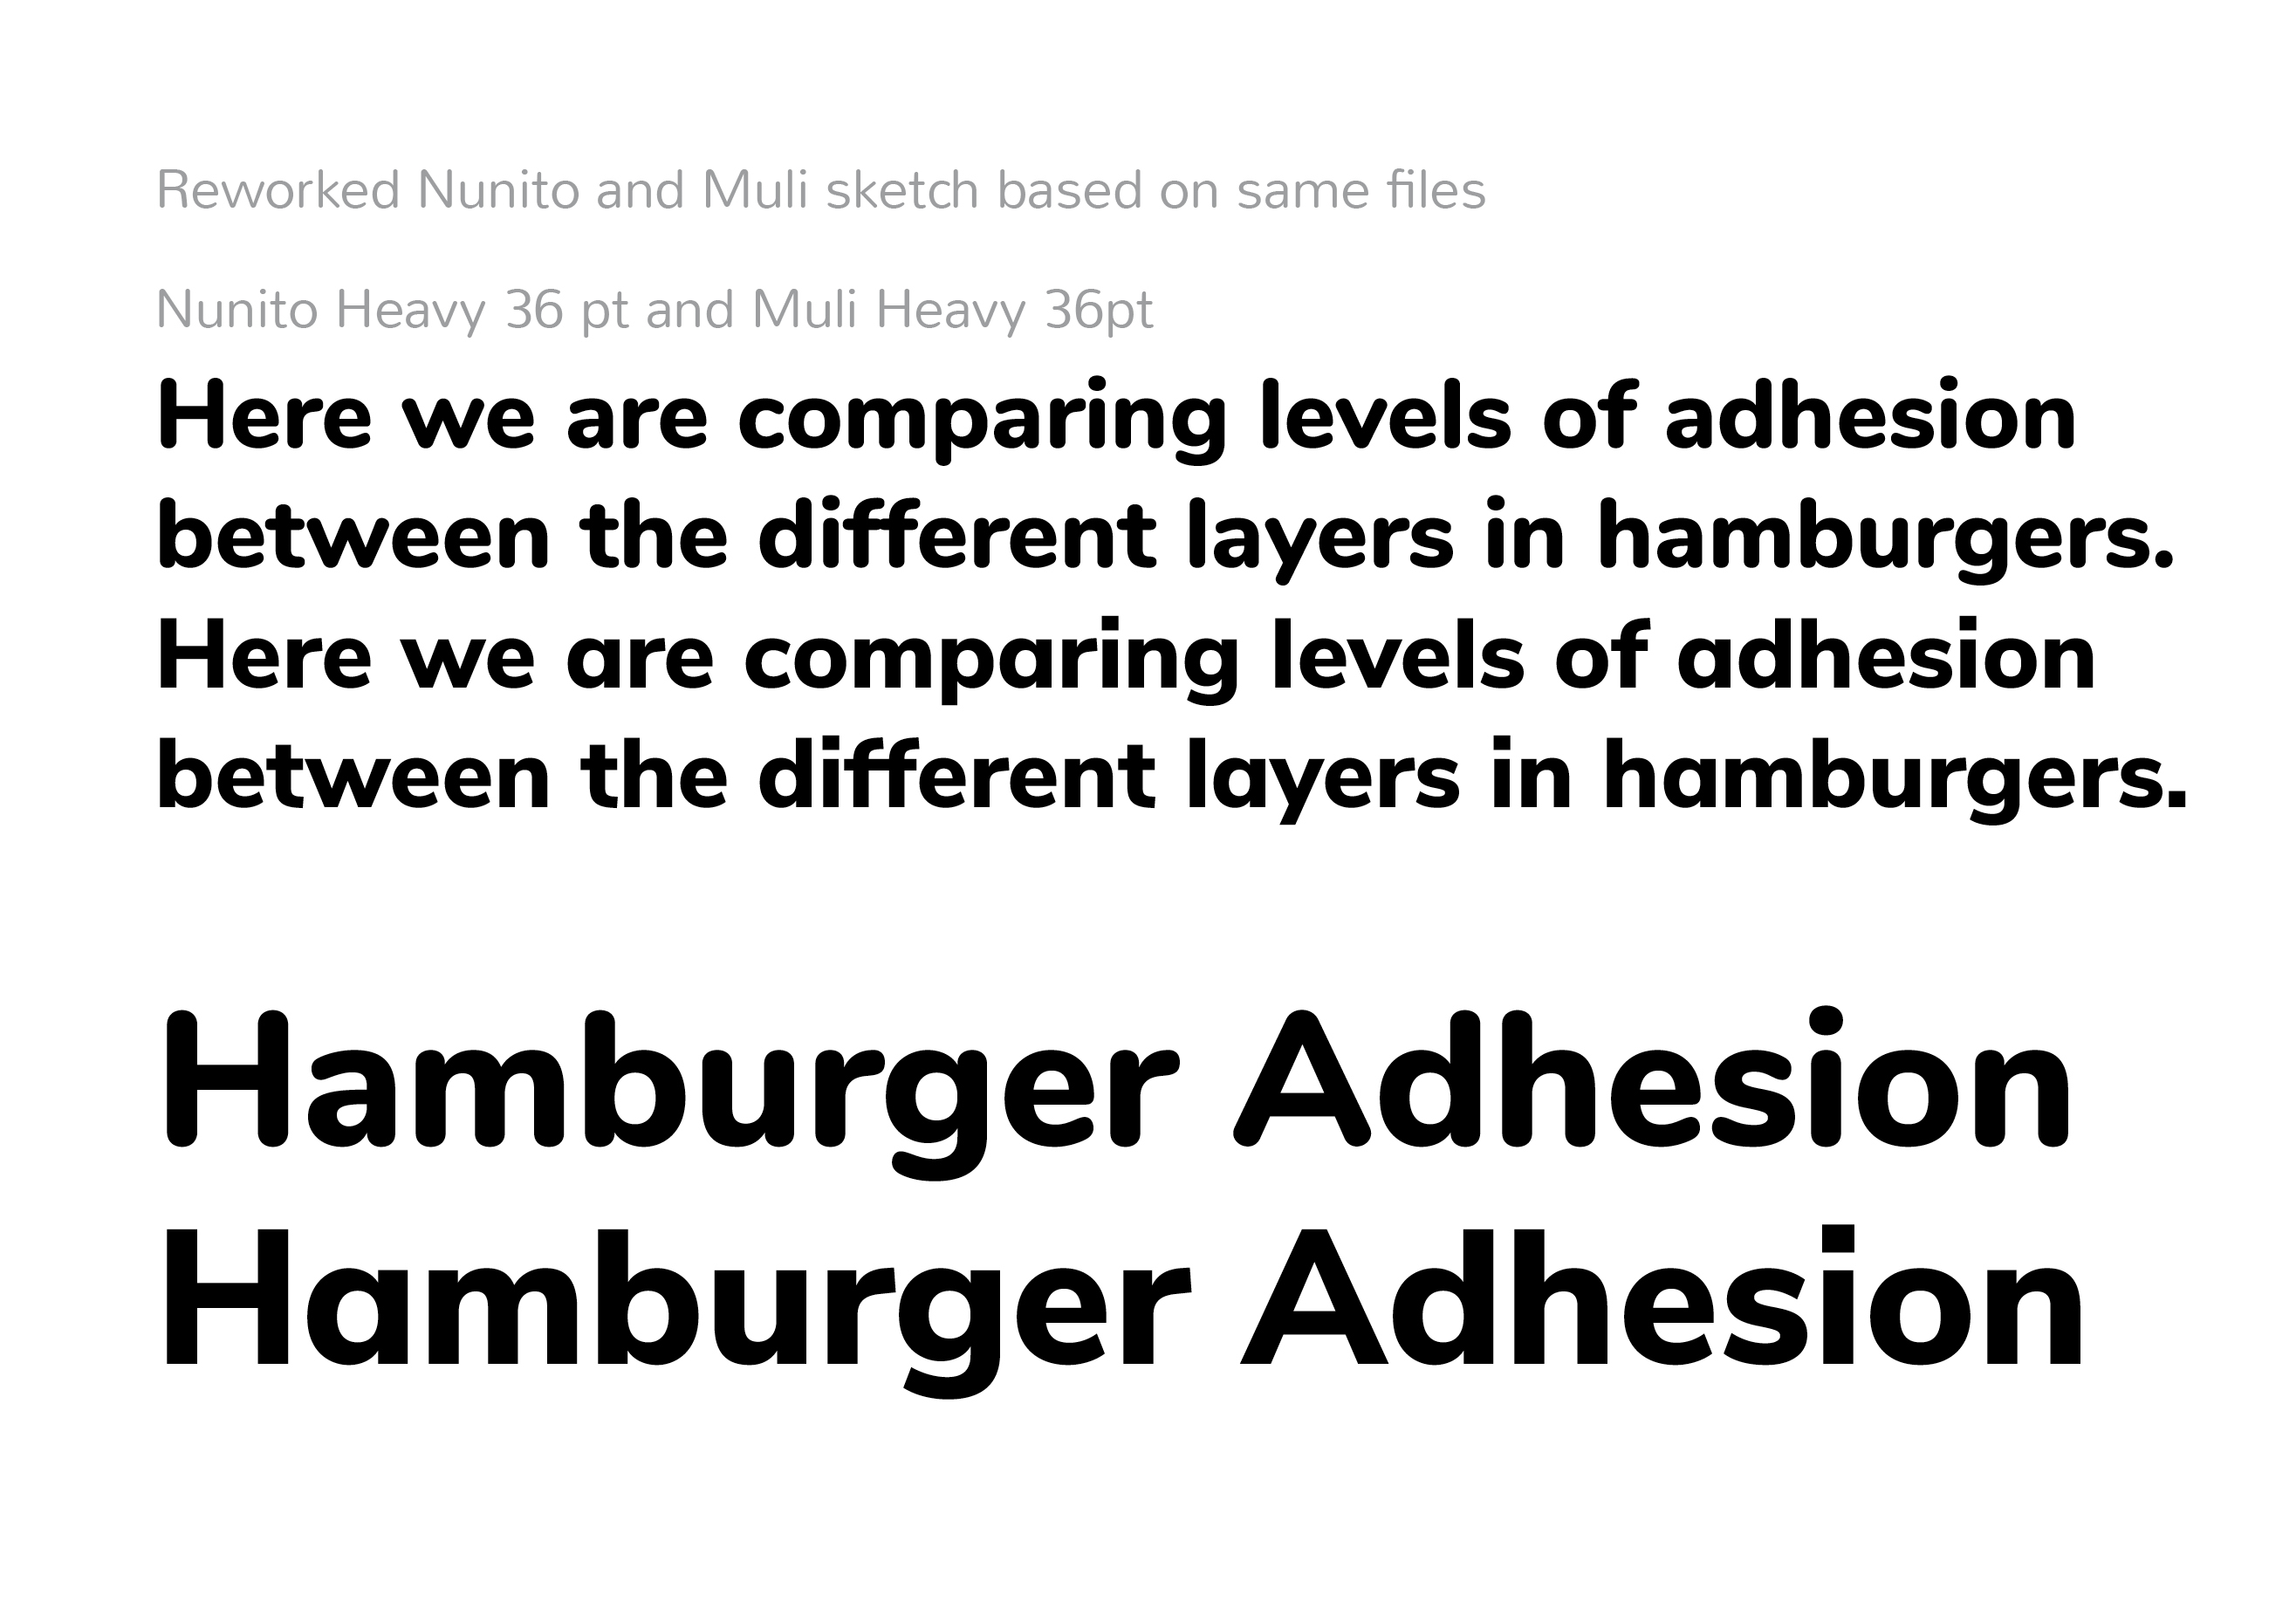 Reworked Nunito and Muli sketch based on same files
Nunito Heavy 36 pt and Muli Heavy 36pt
Here we are comparing levels of adhesion
between the different layers in hamburgers.
Here we are comparing levels of adhesion
between the different layers in hamburgers.
Hamburger Adhesion
Hamburger Adhesion